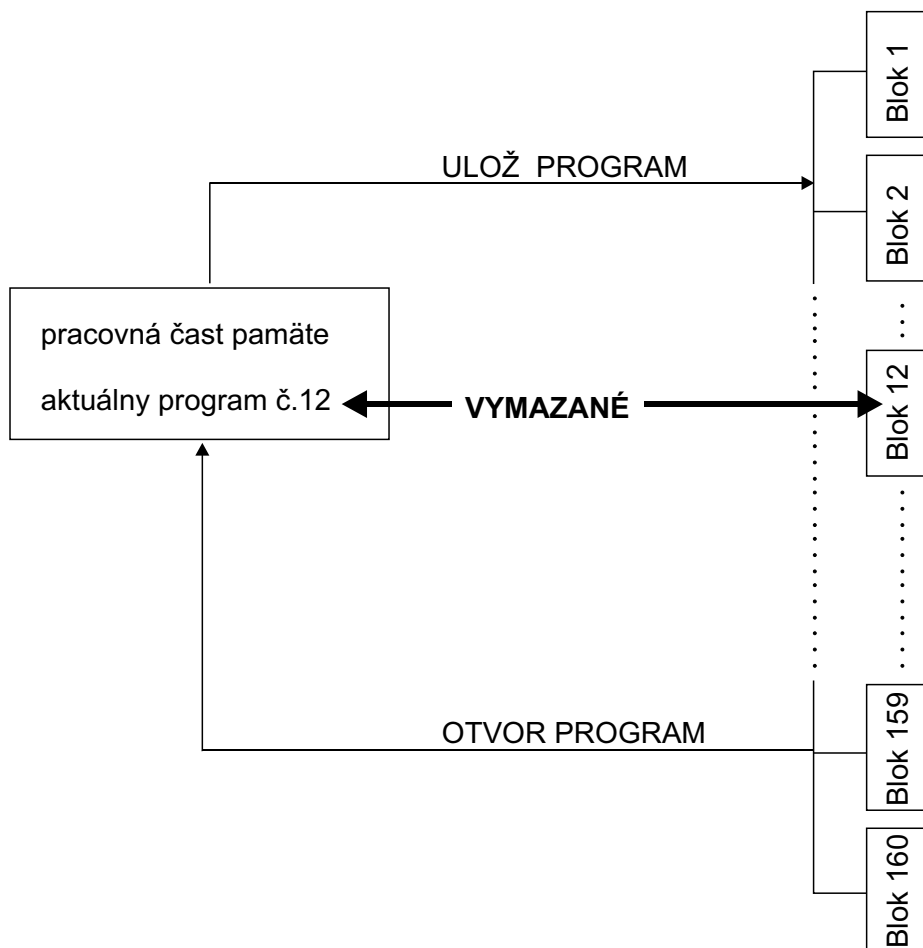 Blok 1
ULOŽ PROGRAM
Blok 2
pracovná čast pamäte
aktuálny program č.12
VYMAZANÉ
Blok 12
OTVOR PROGRAM
Blok 159
Blok 160